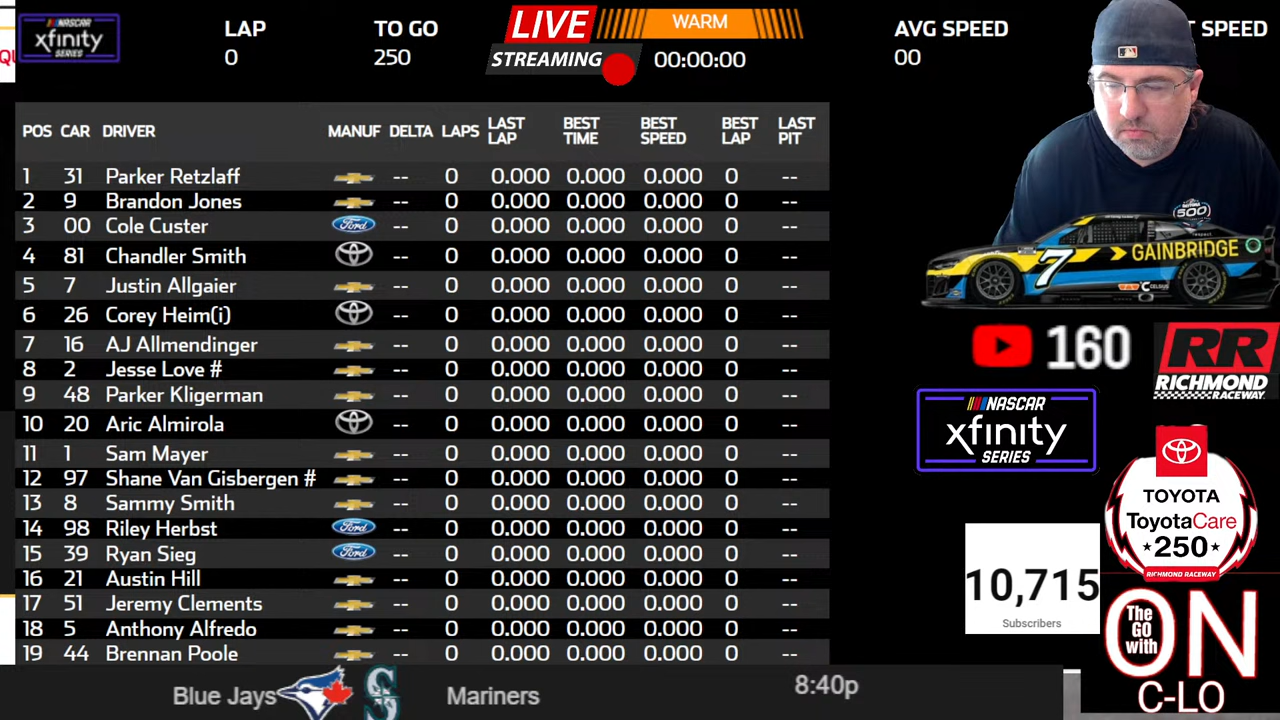 NASCAR
xfinity
SERIES
LAP
0
TO GO
250
LIVE
STREAMING
WARM
00:00:00
AVG SPEED
00
SPEED
POS CAR DRIVER MANUF DELTA LAPS LAST LAP BEST TIME BEST SPEED BEST LAP LAST PIT
1 31 Parker Retzlaff -- 0 0.000 0.000 0.000 0 --
2 9 Brandon Jones -- 0 0.000 0.000 0.000 0 --
3 00 Cole Custer Ford -- 0 0.000 0.000 0.000 0 --
4 81 Chandler Smith -- 0 0.000 0.000 0.000 0 --
5 7 Justin Allgaier -- 0 0.000 0.000 0.000 0 --
6 26 Corey Heim(i) -- 0 0.000 0.000 0.000 0 --
7 16 AJ Allmendinger -- 0 0.000 0.000 0.000 0 --
8 2 Jesse Love # -- 0 0.000 0.000 0.000 0 --
9 48 Parker Kligerman -- 0 0.000 0.000 0.000 0 --
10 20 Aric Almirola -- 0 0.000 0.000 0.000 0 --
11 1 Sam Mayer -- 0 0.000 0.000 0.000 0 --
12 97 Shane Van Gisbergen # -- 0 0.000 0.000 0.000 0 --
13 8 Sammy Smith -- 0 0.000 0.000 0.000 0 --
14 98 Riley Herbst Ford -- 0 0.000 0.000 0.000 0 --
15 39 Ryan Sieg Ford -- 0 0.000 0.000 0.000 0 --
16 21 Austin Hill -- 0 0.000 0.000 0.000 0 --
17 51 Jeremy Clements -- 0 0.000 0.000 0.000 0 --
18 5 Anthony Alfredo -- 0 0.000 0.000 0.000 0 --
19 44 Brennan Poole -- 0 0.000 0.000 0.000 0 --
500
7 GAINBRIDGE
CELSIUS
160
RR
RICHMOND
RACEWAY
NASCAR
xfinity
SERIES
TOYOTA
ToyotaCare
250
RICHMOND RACEWAY
10,715
Subscribers
The
GO
with
ON
C-LO
Blue Jays
S
Mariners
8:40p